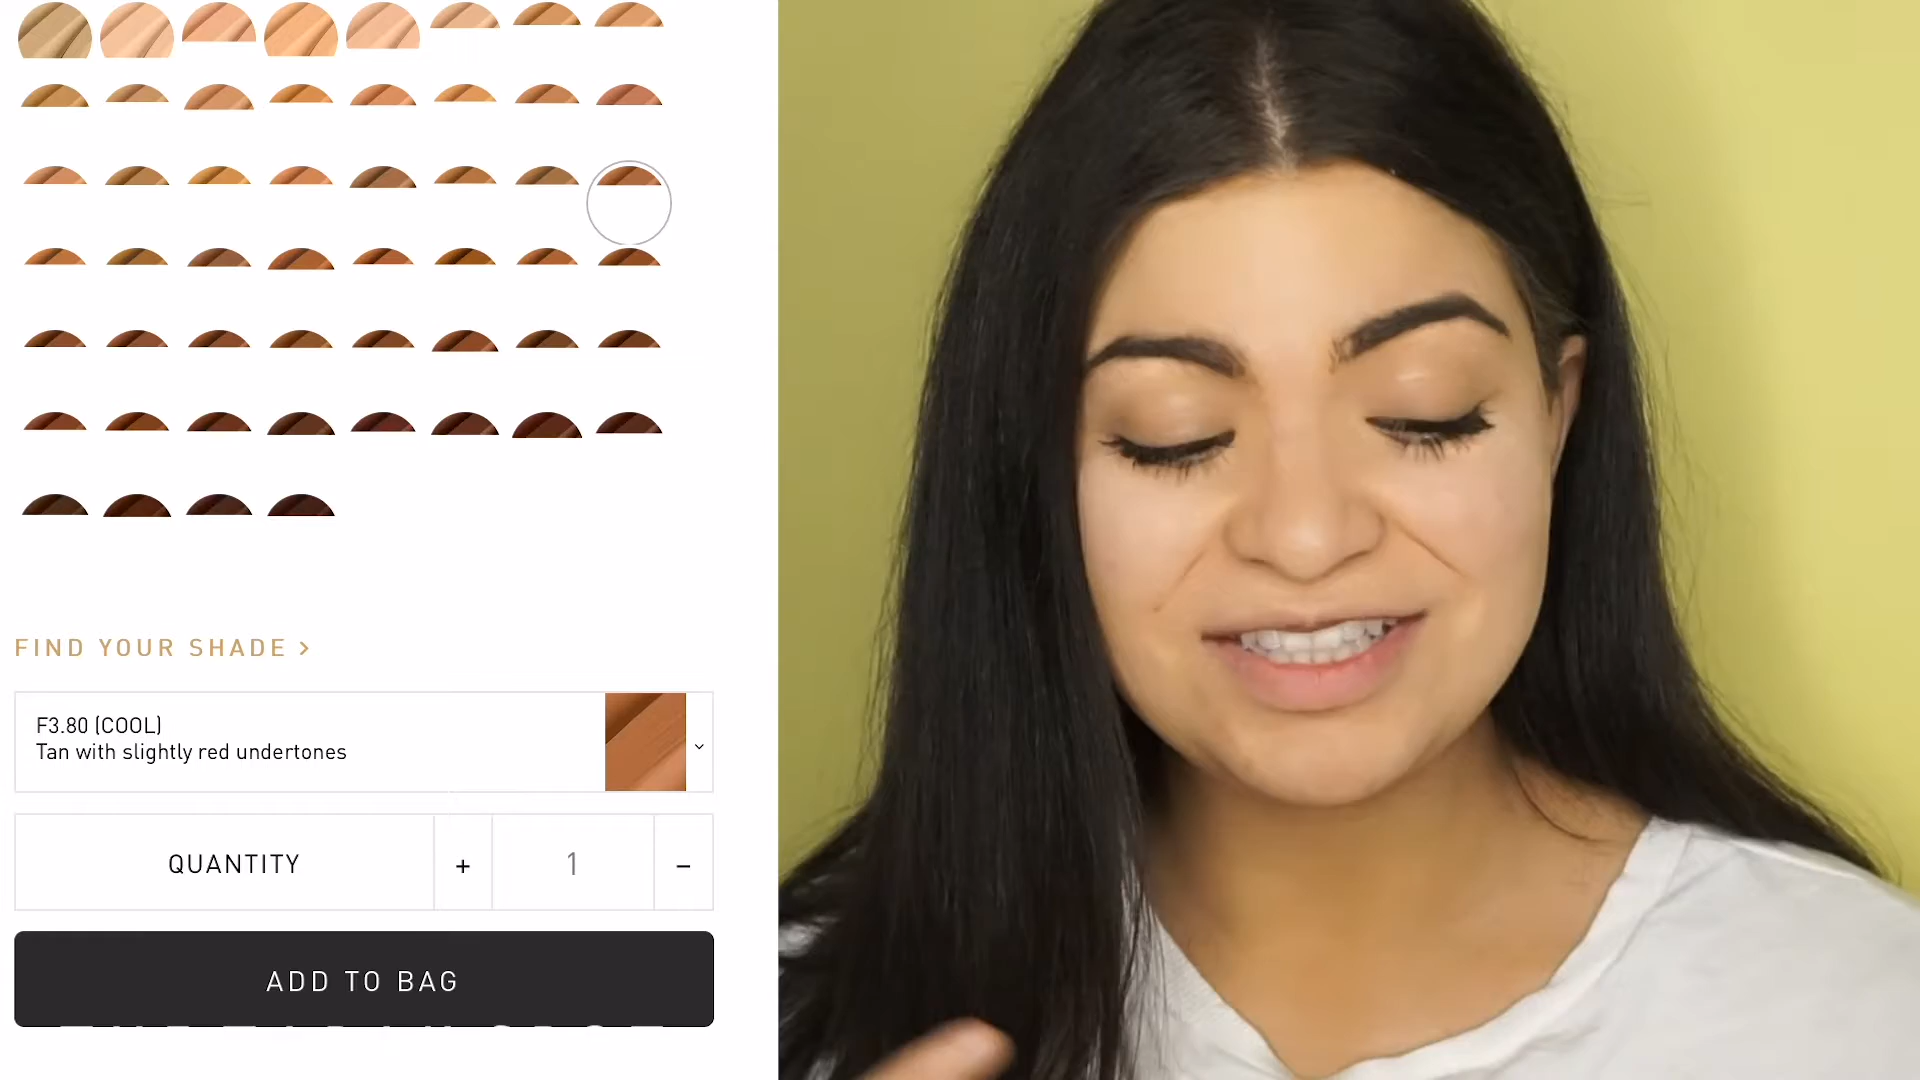 FIND YOUR SHADE >
F3.80 (COOL)
Tan with slightly red undertones
QUANTITY + 1 −
ADD TO BAG